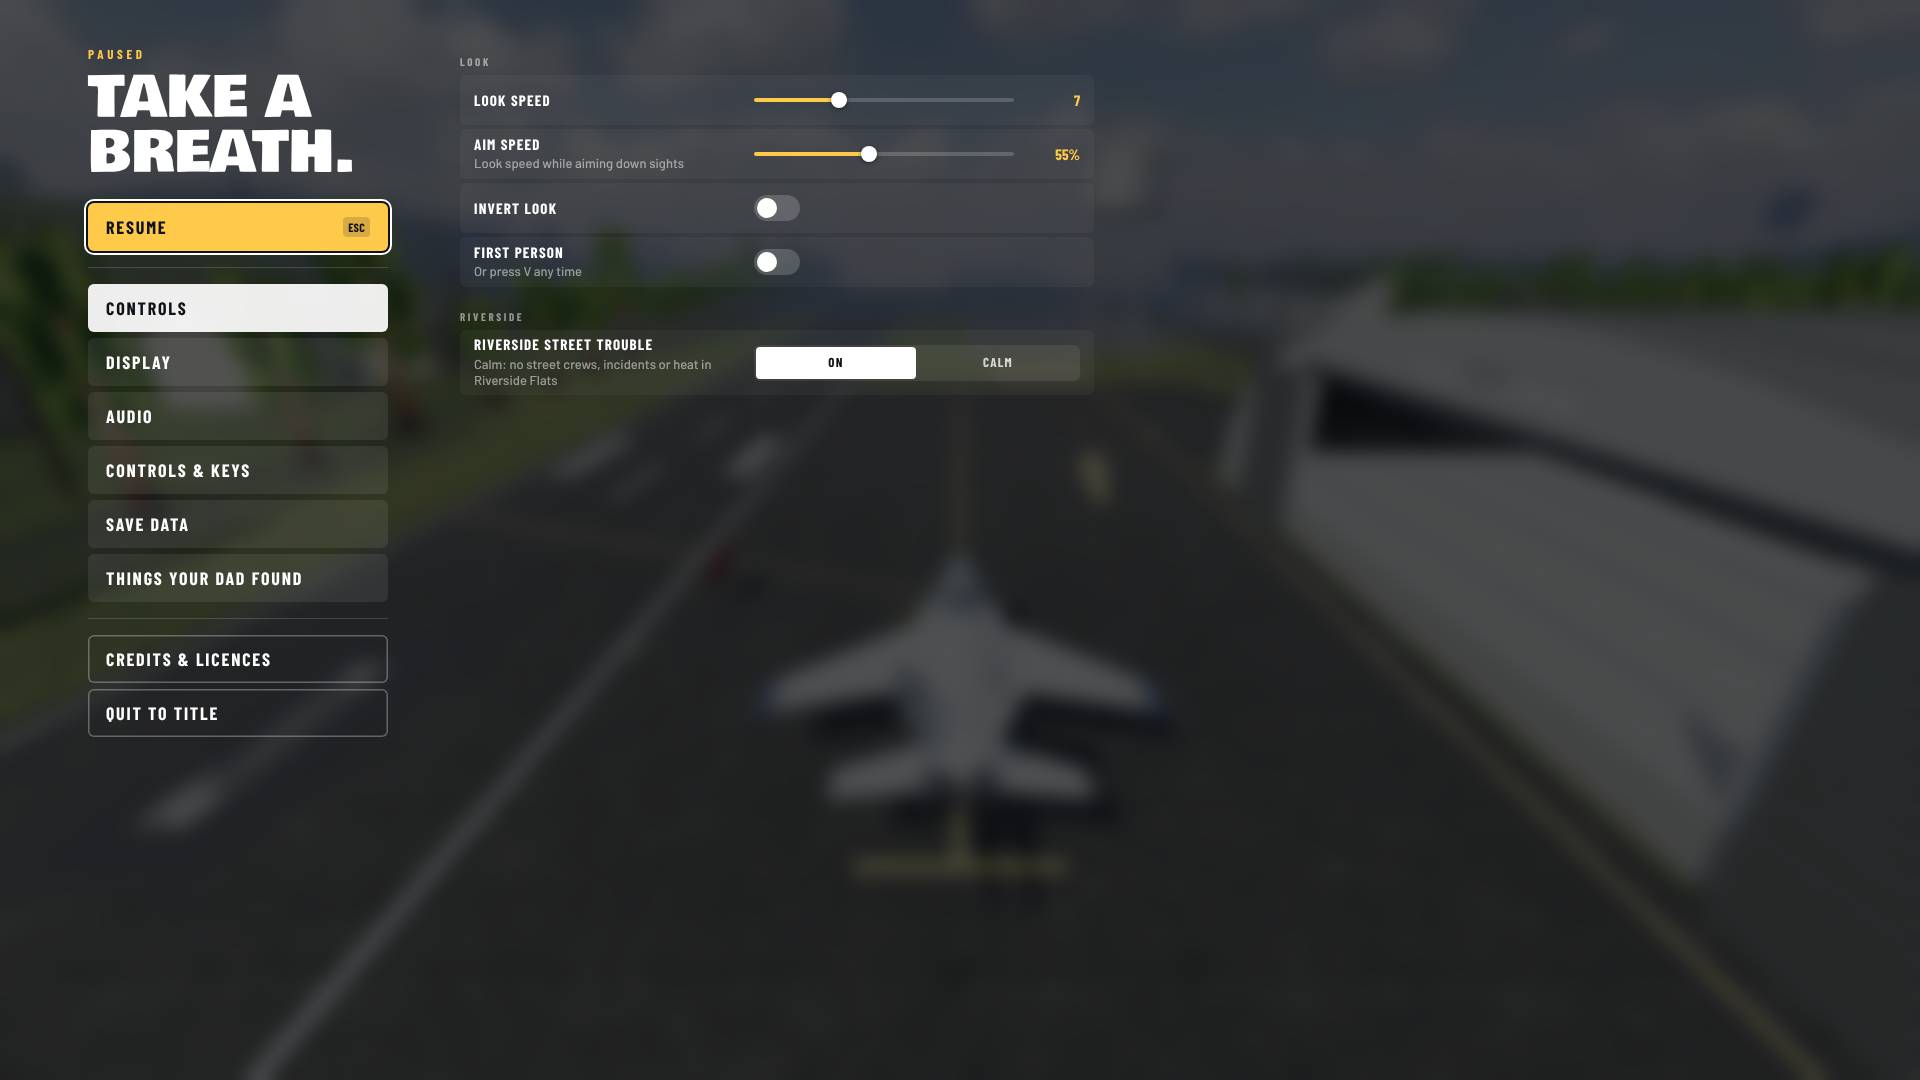 PAUSED
TAKE A
BREATH.
RESUME ESC
CONTROLS
DISPLAY
AUDIO
CONTROLS & KEYS
SAVE DATA
THINGS YOUR DAD FOUND
CREDITS & LICENCES
QUIT TO TITLE
LOOK
LOOK SPEED 7
AIM SPEED 55%
Look speed while aiming down sights
INVERT LOOK
FIRST PERSON
Or press V any time
RIVERSIDE
RIVERSIDE STREET TROUBLE
Calm: no street crews, incidents or heat in
Riverside Flats
ON CALM